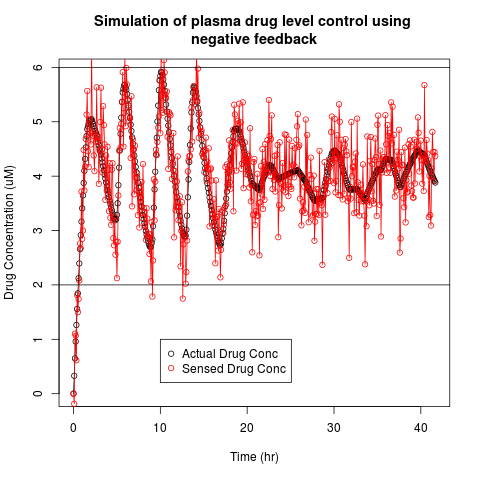 Simulation of plasma drug level control using
negative feedback
Drug Concentration (uM)
6
5
4
3
2
1
0
Actual Drug Conc
Sensed Drug Conc
0 10 20 30 40
Time (hr)